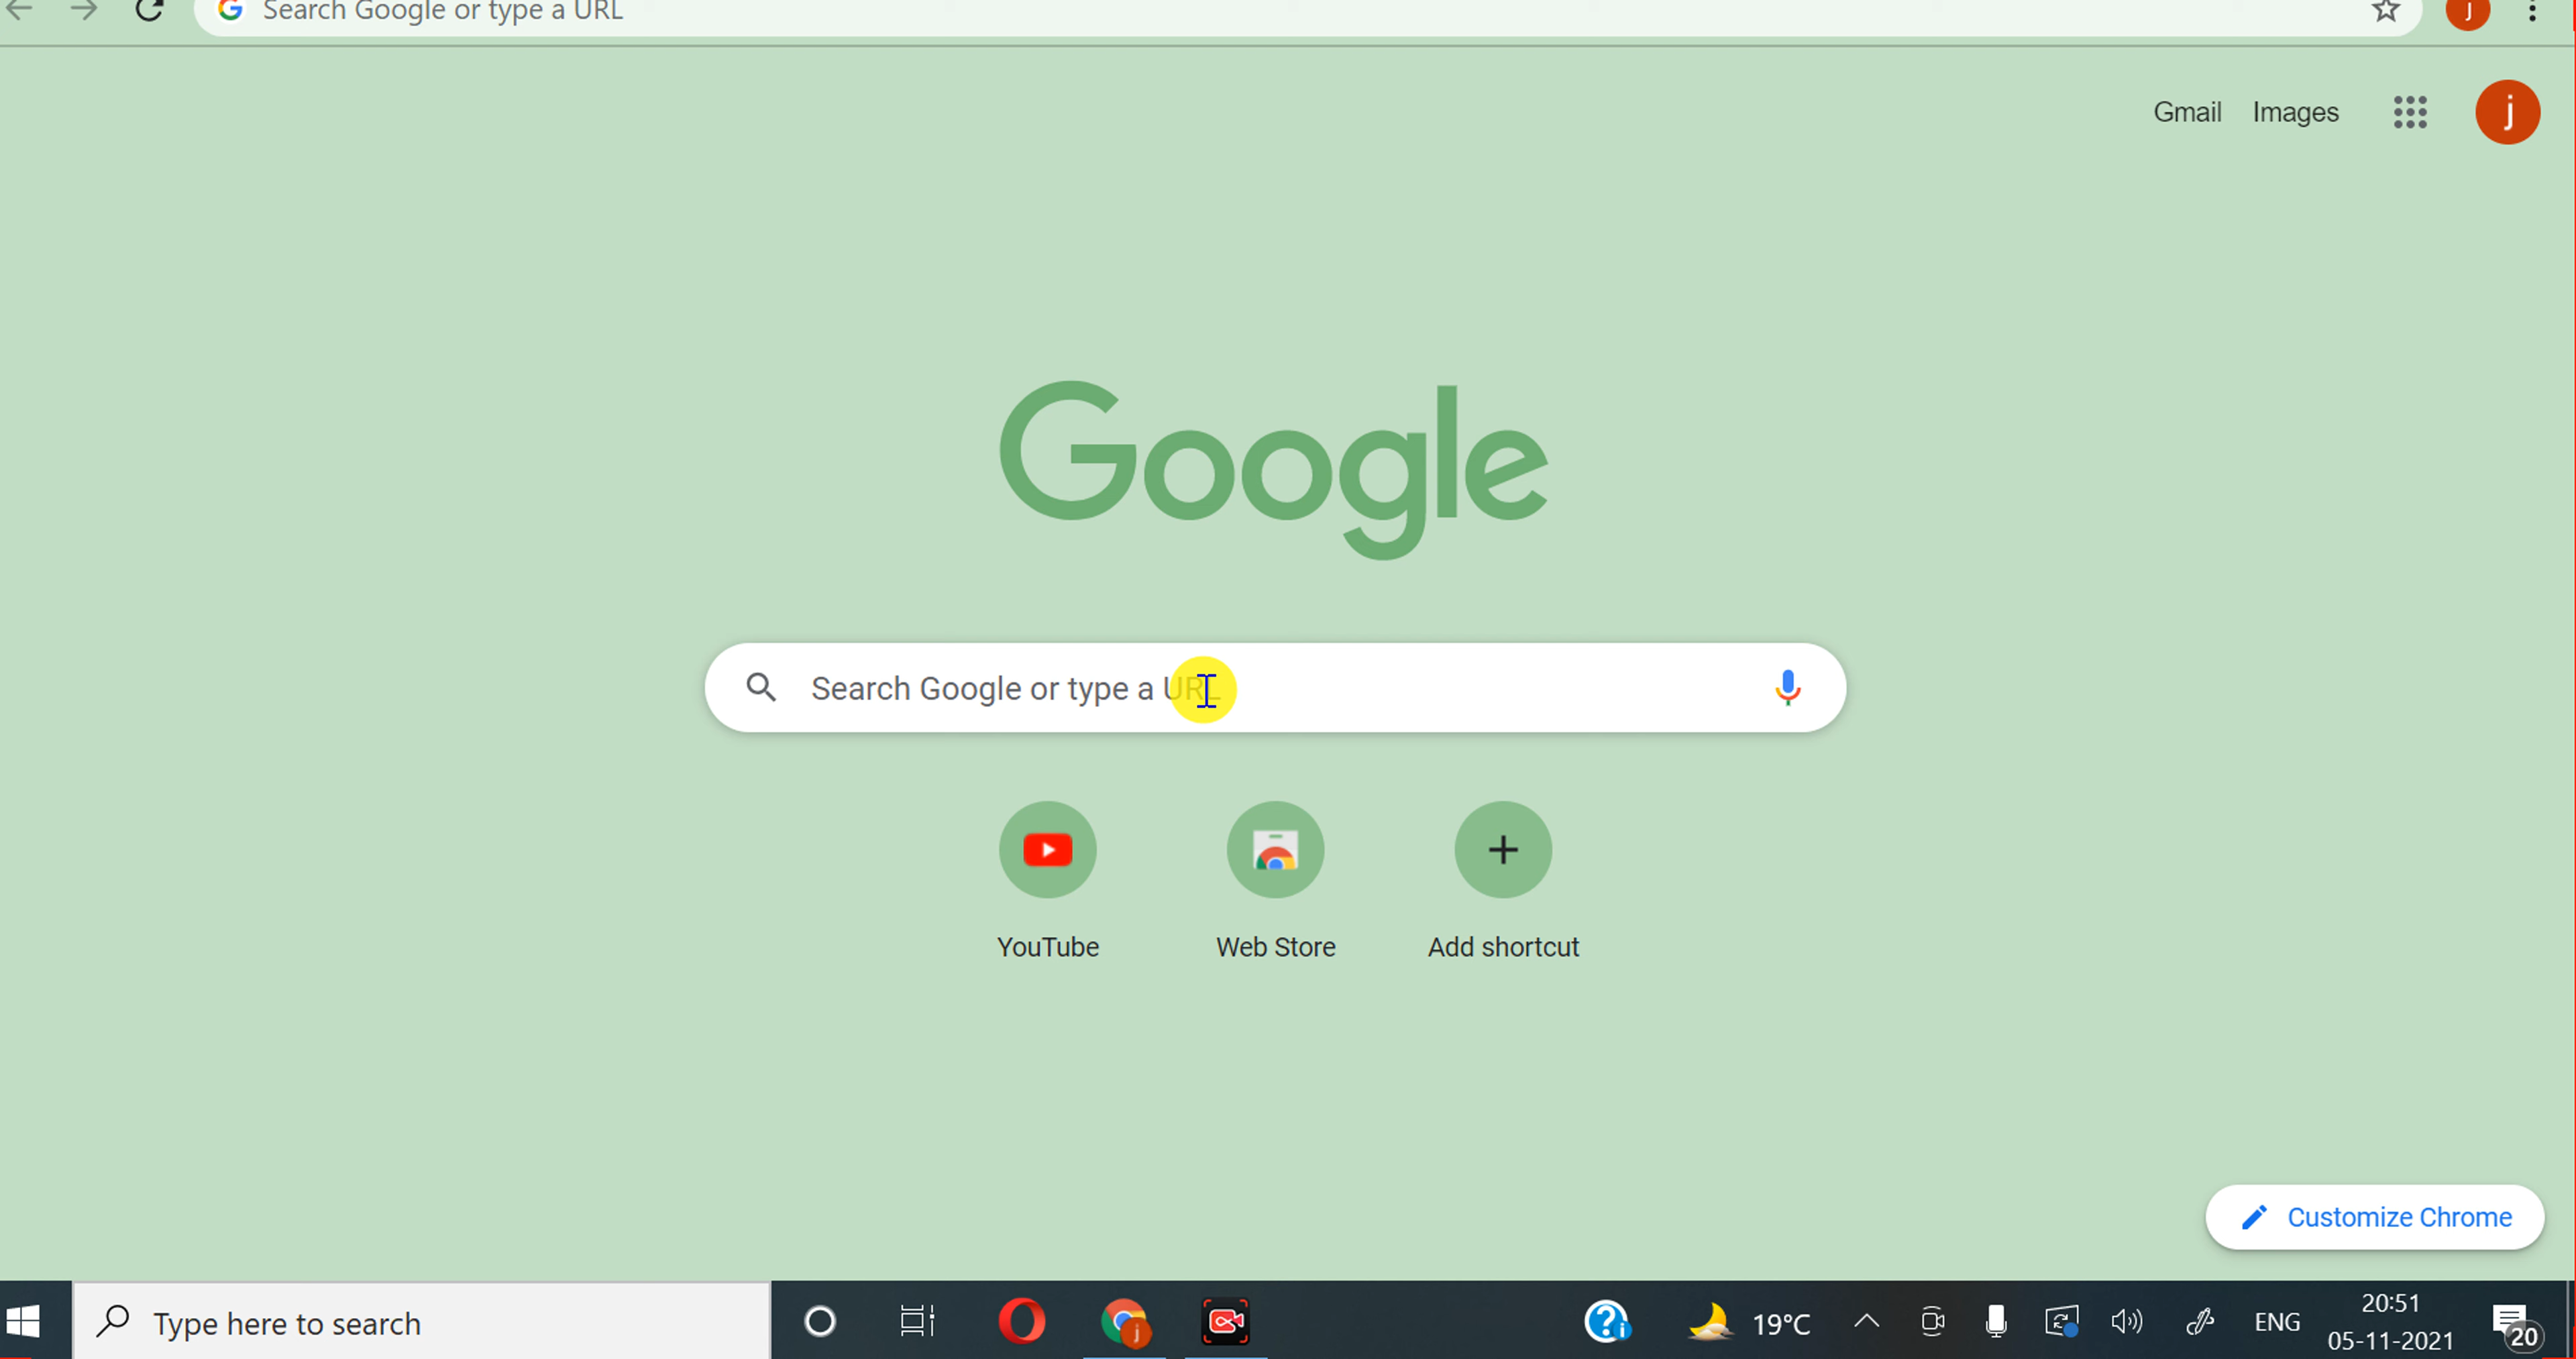 Search Google or type a URL
j
Gmail Images j
Google
Search Google or type a URL
YouTube Web Store Add shortcut
Customize Chrome
Type here to search
j
19°C
ENG
20:51
05-11-2021
20